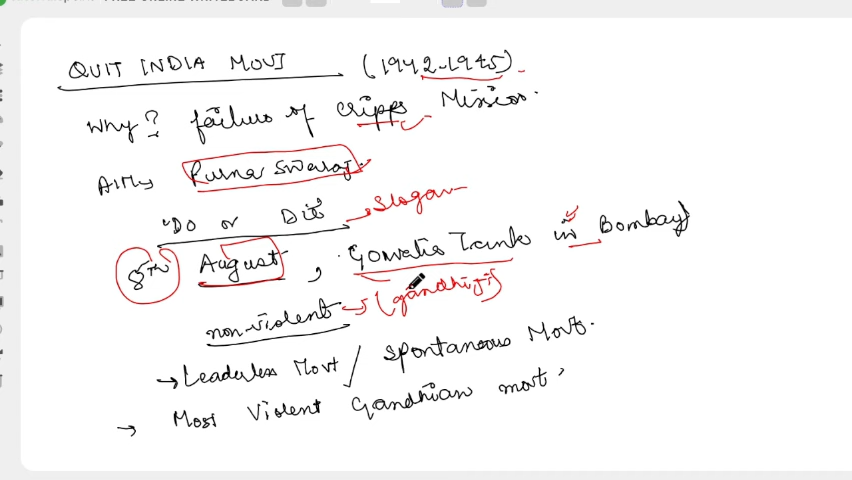 QUIT INDIA MOVT (1942-1945)
Why? failure of cripps Mission.
AIM Purna Swaraj.
"Do or Die Slogan
8TH August, Gowalia Tank in Bombay
non-violent (gandhiji)
Leaderless Movt / Spontaneous Movt.
Most Violent Gandhian movt